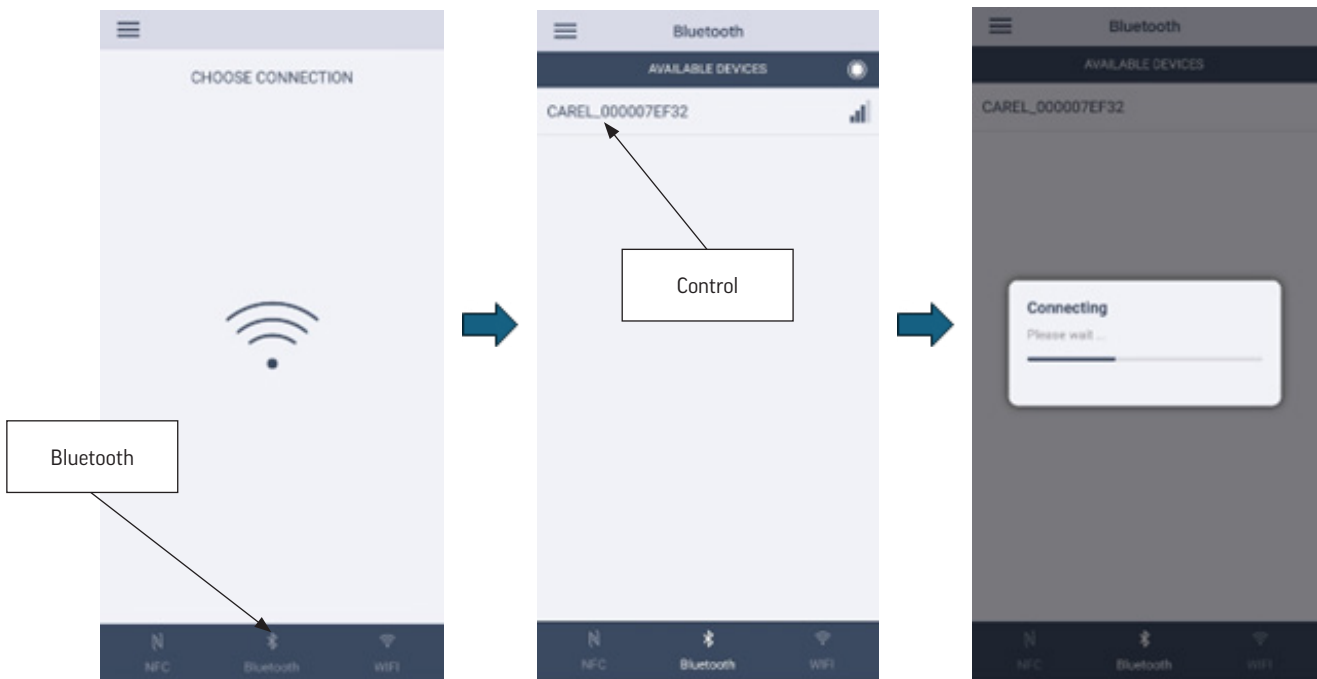 CHOOSE CONNECTION
Bluetooth
NFC Bluetooth WIFI
Bluetooth
AVAILABLE DEVICES
CAREL_000007EF32
Control
NFC Bluetooth WIFI
Bluetooth
AVAILABLE DEVICES
CAREL_000007EF32
Connecting
Please wait ...
NFC Bluetooth WIFI